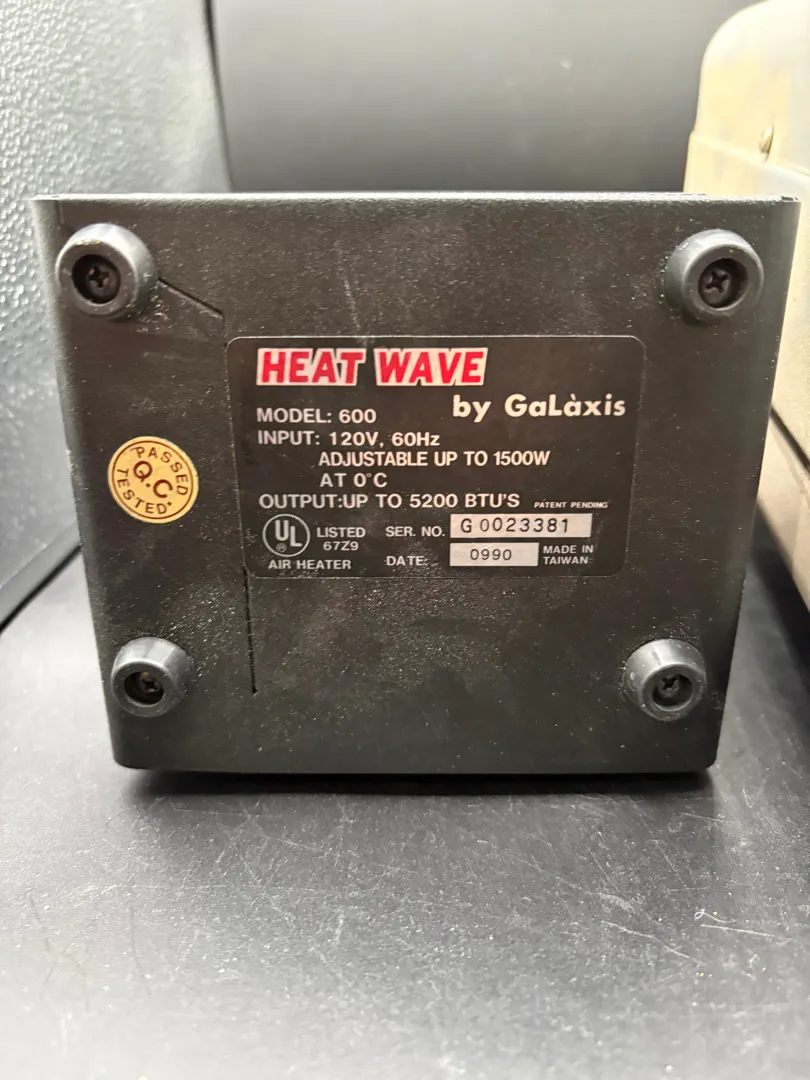 HEAT WAVE
by GaLàxis
MODEL: 600
INPUT: 120V, 60Hz
ADJUSTABLE UP TO 1500W
AT 0°C
OUTPUT:UP TO 5200 BTU'S PATENT PENDING
UL ® LISTED 67Z9
AIR HEATER
SER. NO. G 0023381
DATE: 0990
MADE IN
TAIWAN
PASSED
Q.C
TESTED